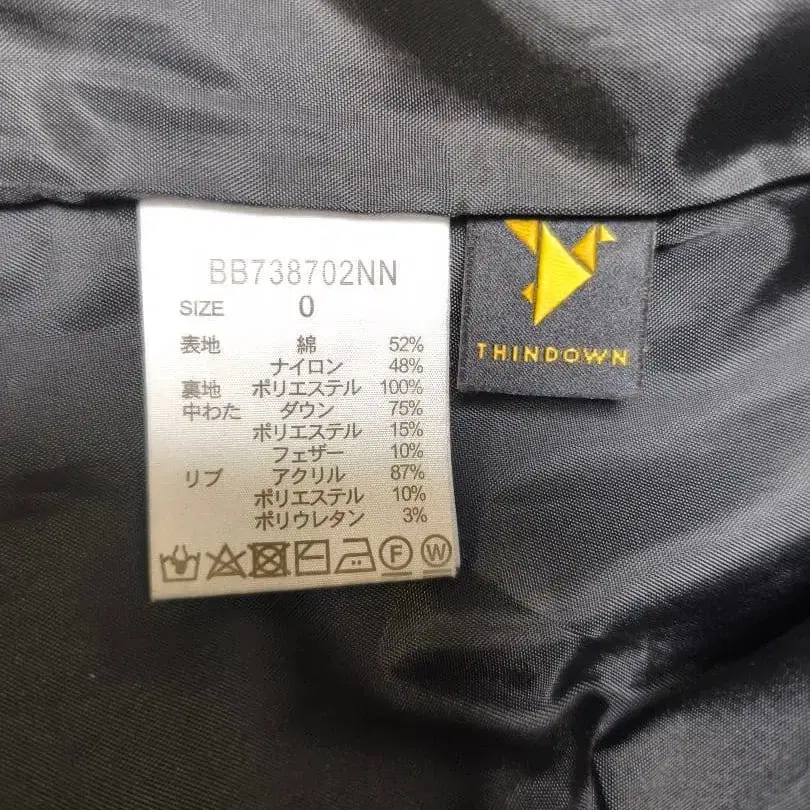 BB738702NN
SIZE 0
表地 綿 52%
ナイロン 48%
裏地 ポリエステル 100%
中わた ダウン 75%
ポリエステル 15%
フェザー 10%
リブ アクリル 87%
ポリエステル 10%
ポリウレタン 3%
F W
THINDOWN